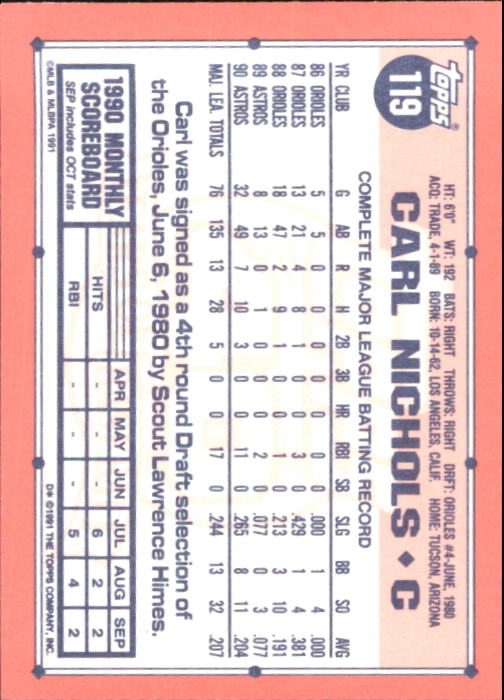 topps®
119
HT: 6'0" WT: 192 BATS: RIGHT THROWS: RIGHT DRFT: ORIOLES #4-JUNE, 1980
ACQ: TRADE, 4-1-89 BORN: 10-14-62, LOS ANGELES, CALIF. HOME: TUCSON, ARIZONA
CARL NICHOLS ♦ C
COMPLETE MAJOR LEAGUE BATTING RECORD
YR CLUB G AB R H 2B 3B HR RBI SB SLG BB SO AVG
86 ORIOLES 5 5 0 0 0 0 0 0 0 .000 1 4 .000
87 ORIOLES 13 21 4 8 1 0 0 3 0 .429 1 4 .381
88 ORIOLES 18 47 2 9 1 0 0 1 0 .213 3 10 .191
89 ASTROS 8 13 0 1 0 0 0 2 0 .077 0 3 .077
90 ASTROS 32 49 7 10 3 0 0 11 0 .265 8 11 .204
MAJ. LEA. TOTALS 76 135 13 28 5 0 0 17 0 .244 13 32 .207
Carl was signed as a 4th round Draft selection of
the Orioles, June 6, 1980 by Scout Lawrence Himes.
1990 MONTHLY
SCOREBOARD
SEP includes OCT stats
APR MAY JUN JUL AUG SEP
HITS - - - 6 2 2
RBI - - - 5 4 2
©MLB & MLBPA 1991
D* ©1991 THE TOPPS COMPANY, INC.